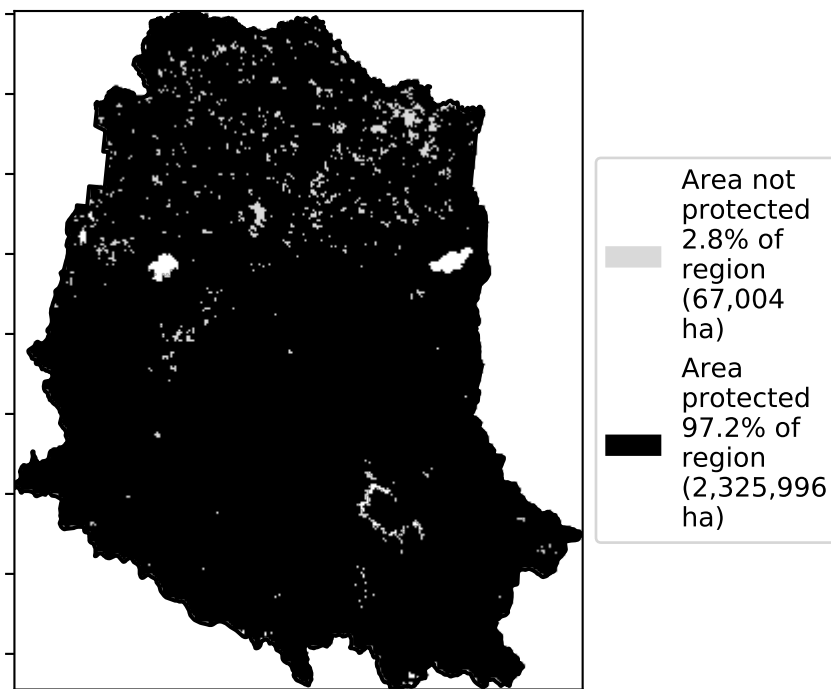 Area not
protected
2.8% of
region
(67,004
ha)
Area
protected
97.2% of
region
(2,325,996
ha)